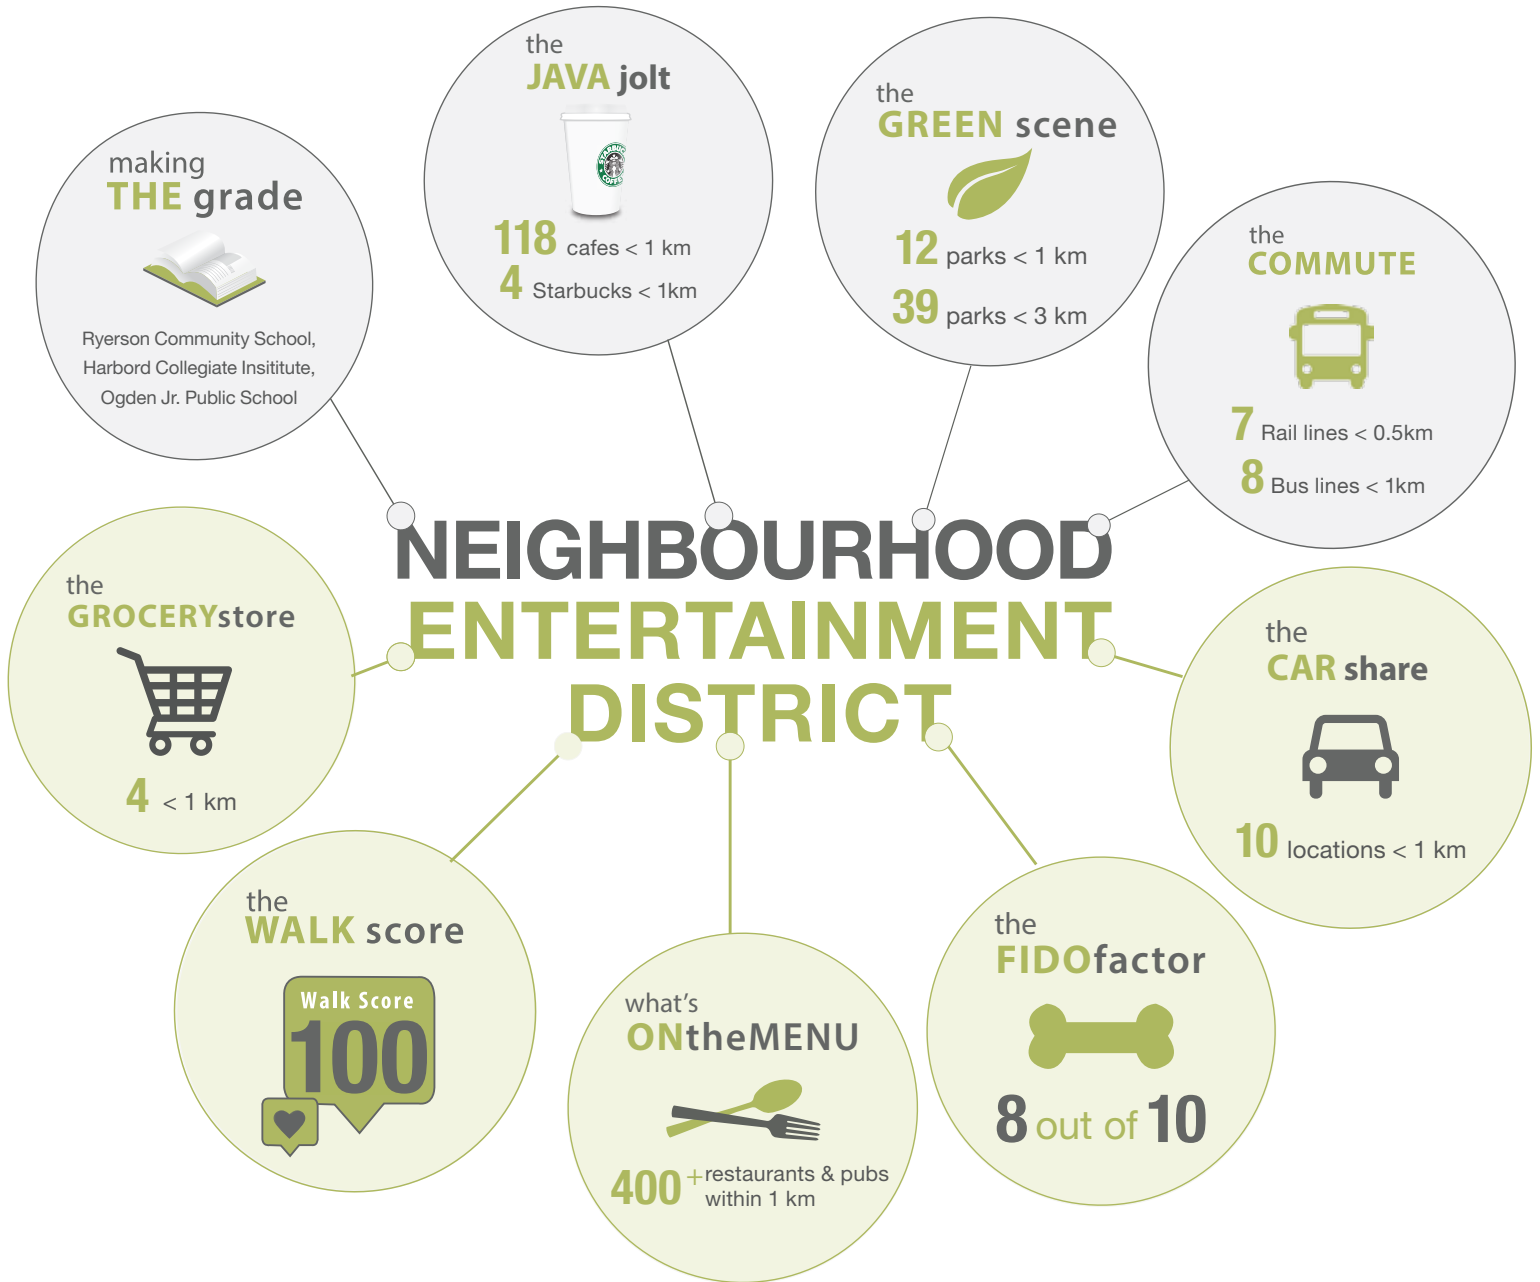 making
THE grade
Ryerson Community School,
Harbord Collegiate Insititute,
Ogden Jr. Public School
the
JAVA jolt
STARBUCKS
COFFEE
118 cafes < 1 km
4 Starbucks < 1km
the
GREEN scene
12 parks < 1 km
39 parks < 3 km
the
COMMUTE
7 Rail lines < 0.5km
8 Bus lines < 1km
NEIGHBOURHOOD
ENTERTAINMENT
DISTRICT
the
GROCERYstore
4 < 1 km
the
CAR share
10 locations < 1 km
the
WALK score
Walk Score
100
what's
ONtheMENU
400+ restaurants & pubs
within 1 km
the
FIDOfactor
8 out of 10